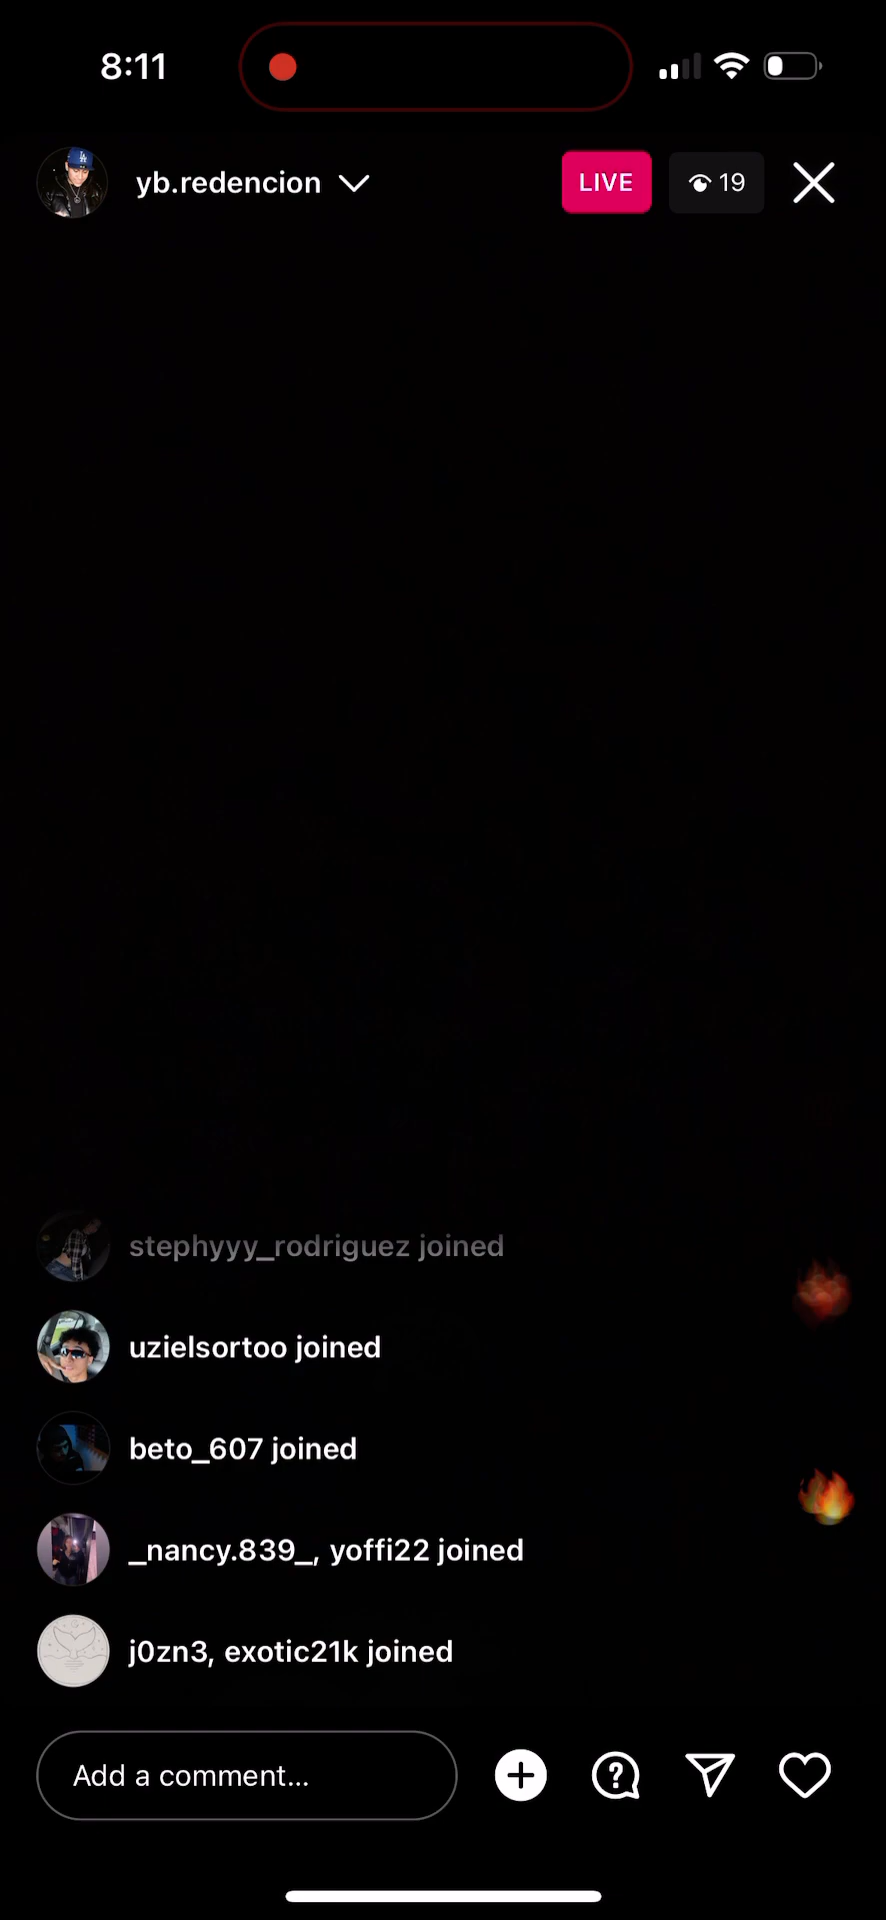 8:11
yb.redencion
LIVE
19
stephyyy_rodriguez joined
uzielsortoo joined
beto_607 joined
_nancy.839_, yoffi22 joined
j0zn3, exotic21k joined
Add a comment...